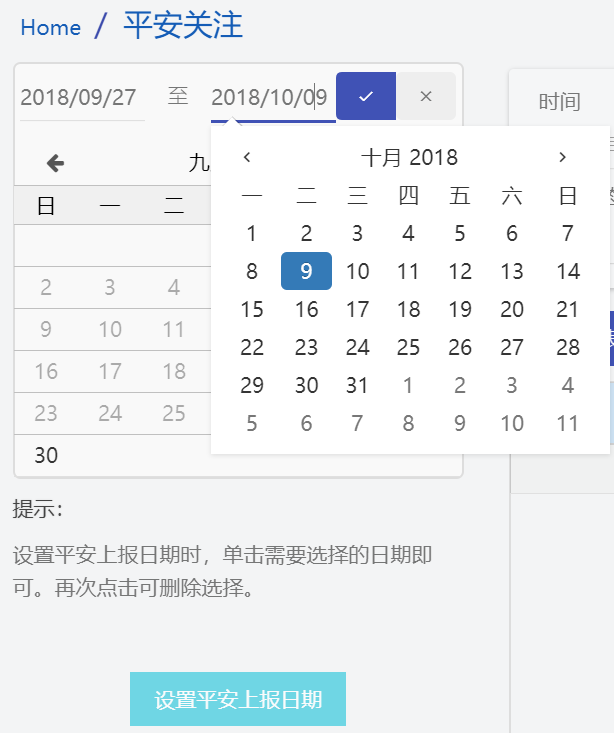 Home / 平安关注
2018/09/27 至 2018/10/09
时间
九
十月 2018
日 一 二
一 二 三 四 五 六 日
1 2 3 4 5 6 7
8 9 10 11 12 13 14
15 16 17 18 19 20 21
22 23 24 25 26 27 28
29 30 31 1 2 3 4
5 6 7 8 9 10 11
2 3 4
9 10 11
16 17 18
23 24 25
30
提示：
设置平安上报日期时，单击需要选择的日期即
可。再次点击可删除选择。
设置平安上报日期